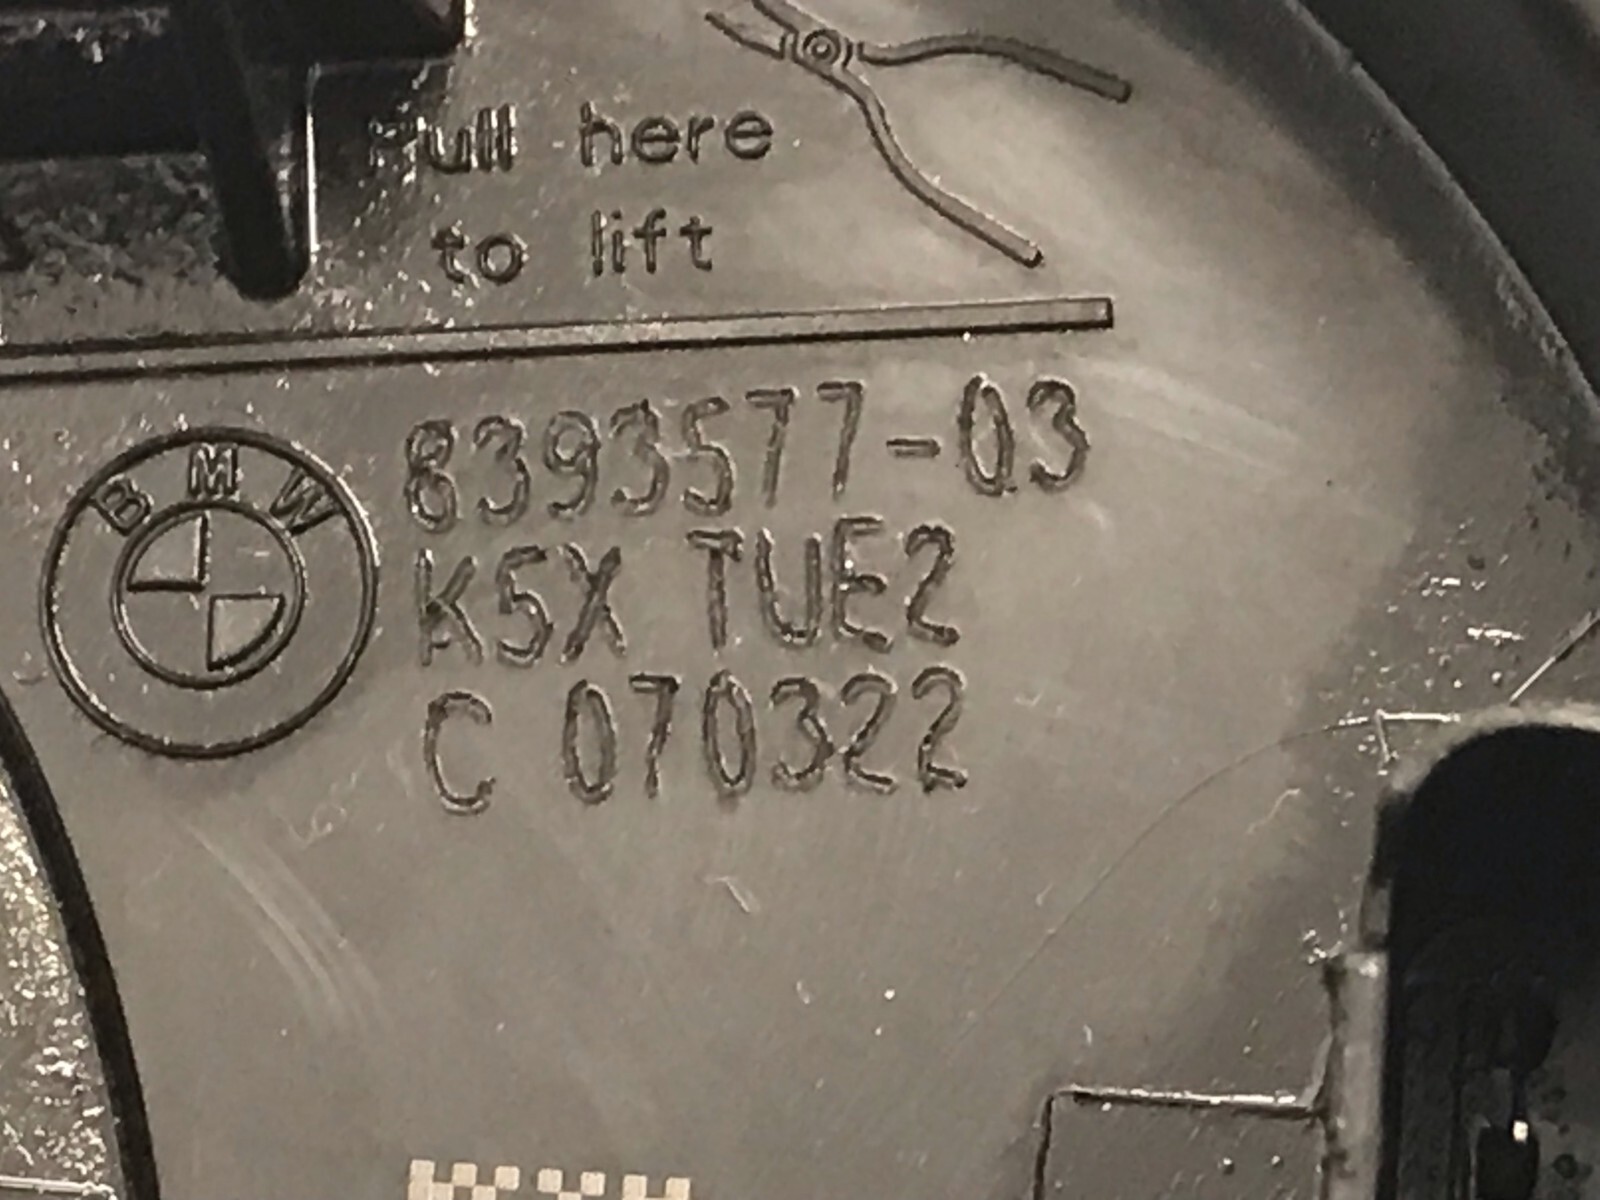 Pull here
to lift
BMW
8393577-03
K5X TUE2
C 070322